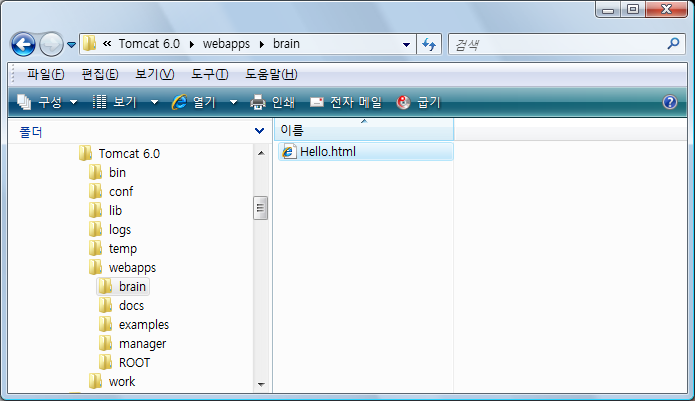 « Tomcat 6.0 webapps brain 검색
파일(F) 편집(E) 보기(V) 도구(T) 도움말(H)
구성 보기 열기 인쇄 전자 메일 굽기
폴더
Tomcat 6.0
bin
conf
lib
logs
temp
webapps
brain
docs
examples
manager
ROOT
work
이름
Hello.html